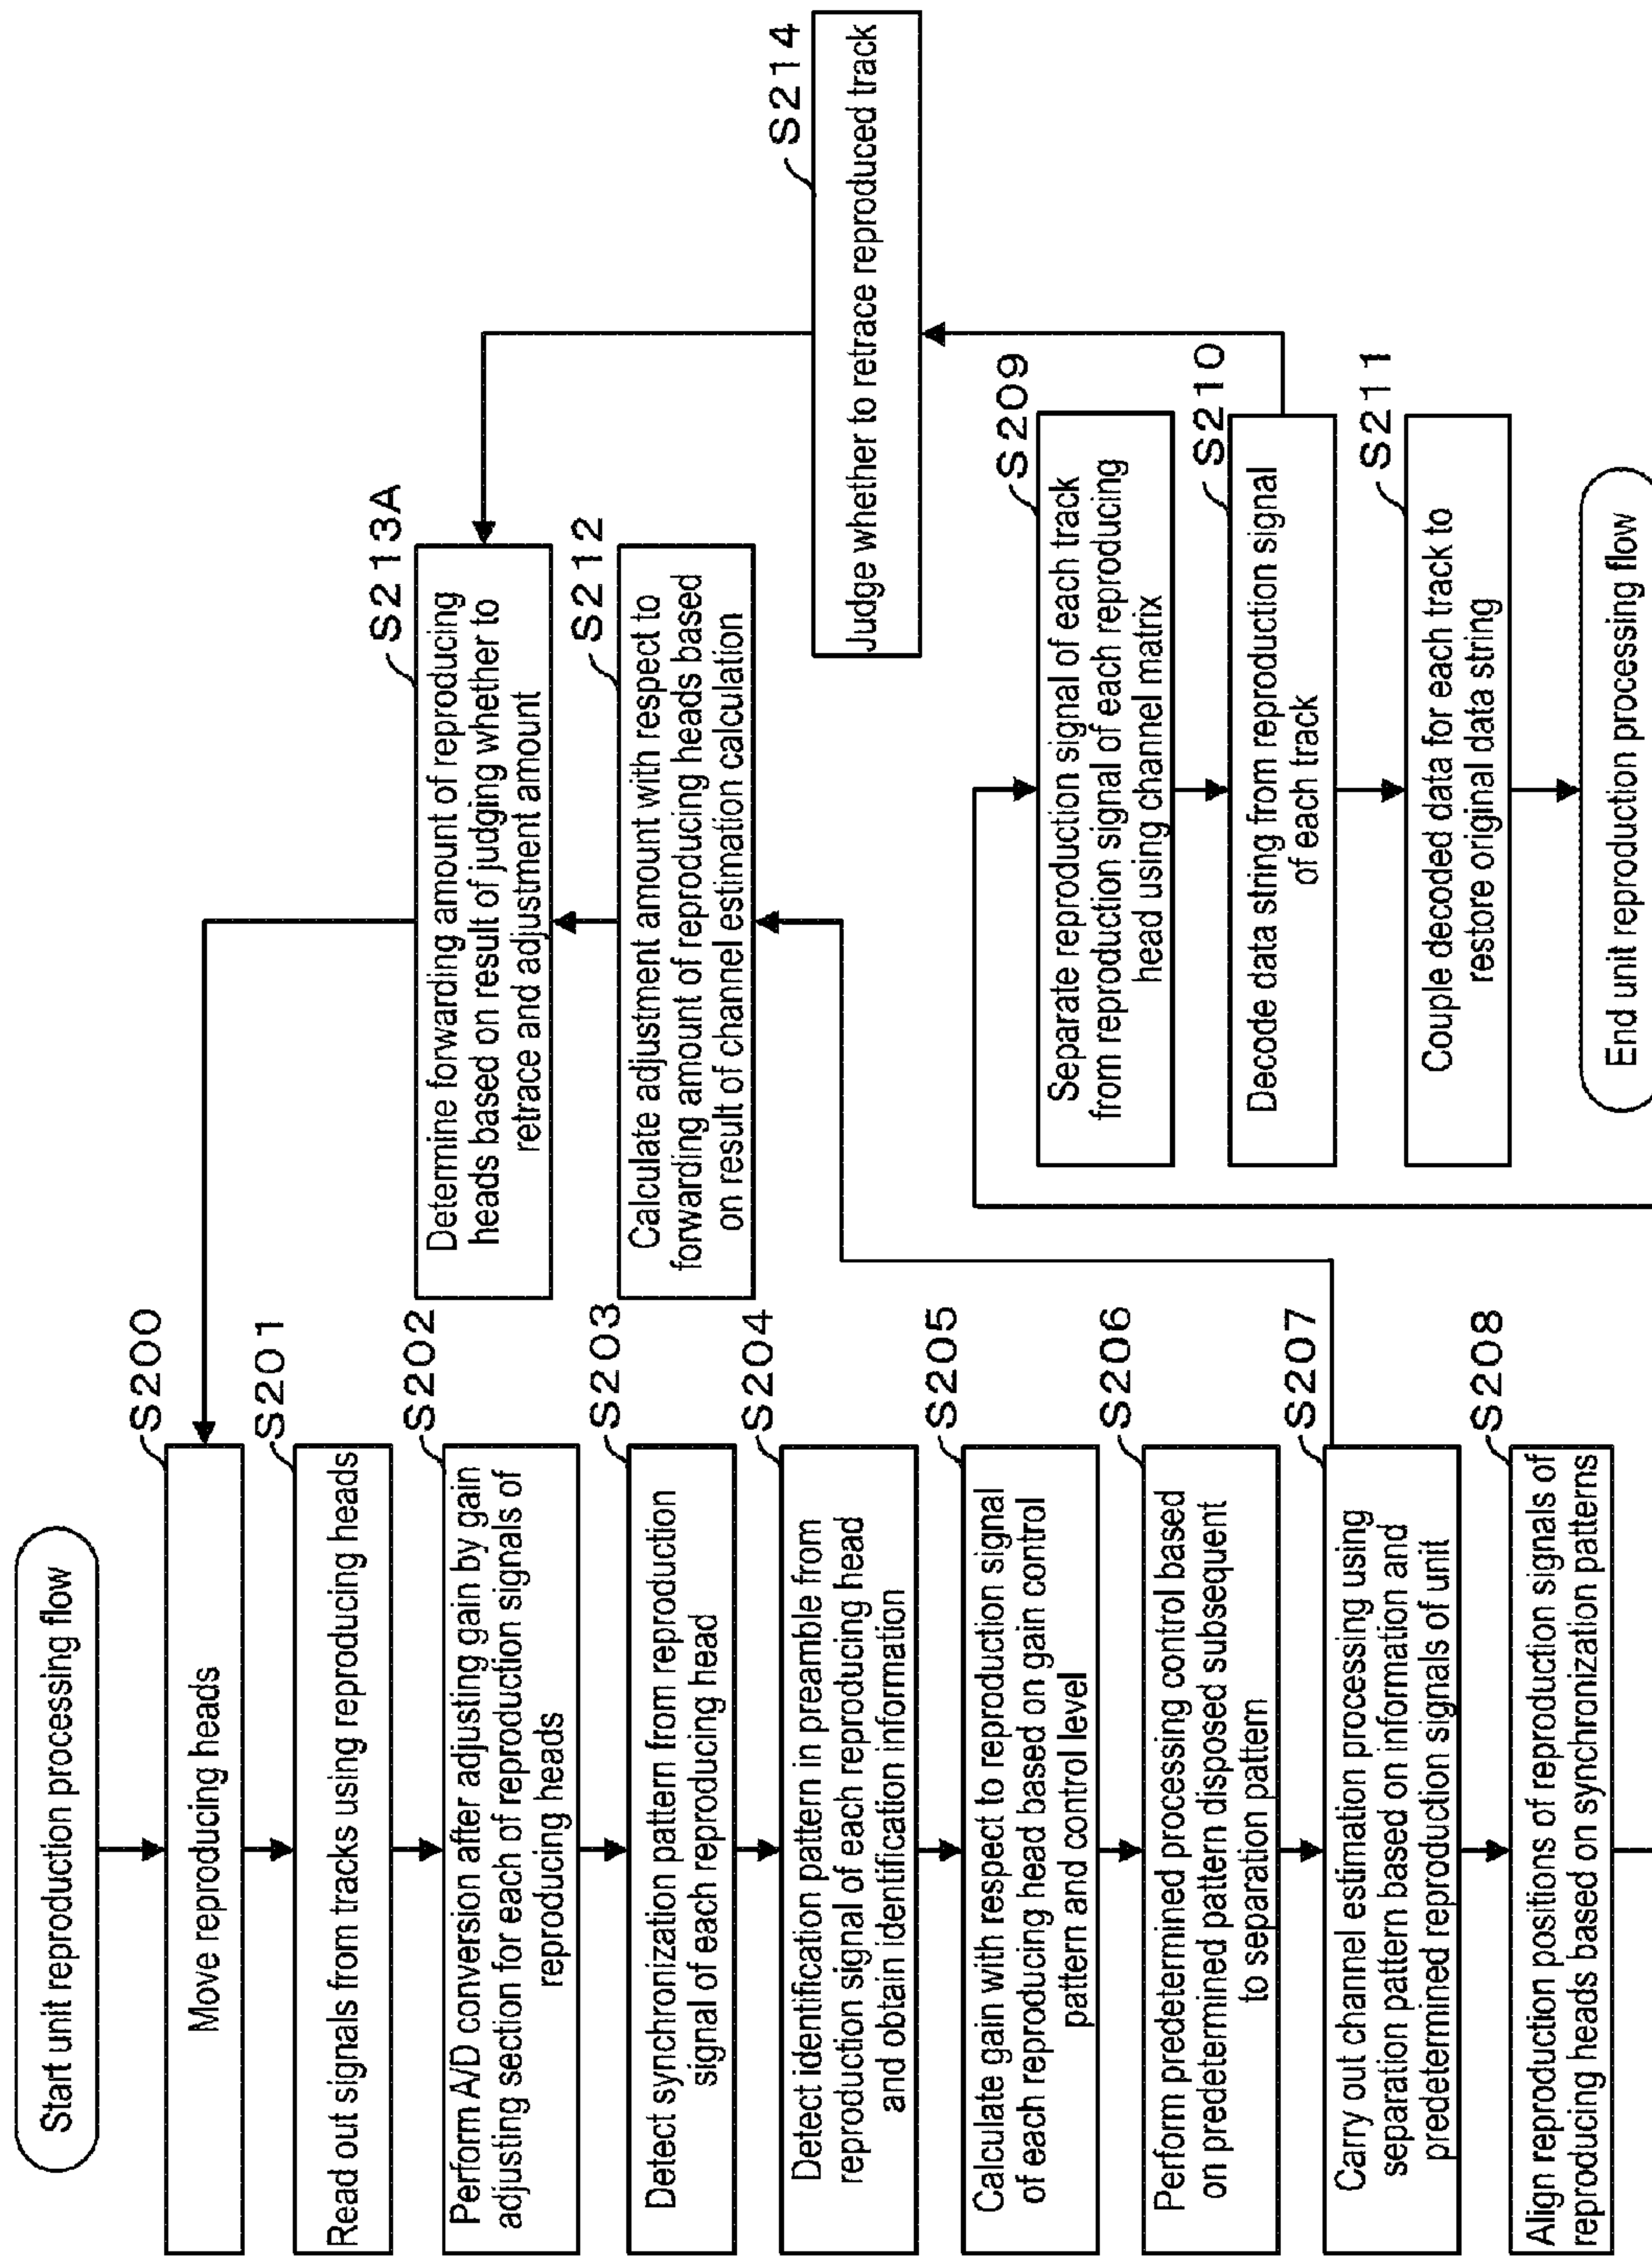 Start unit reproduction processing flow
S200
Move reproducing heads
S201
Read out signals from tracks using reproducing heads
S202
Perform A/D conversion after adjusting gain by gain
adjusting section for each of reproduction signals of
reproducing heads
S203
Detect synchronization pattern from reproduction
signal of each reproducing head
S204
Detect identification pattern in preamble from
reproduction signal of each reproducing head
and obtain identification information
S205
Calculate gain with respect to reproduction signal
of each reproducing head based on gain control
pattern and control level
S206
Perform predetermined processing control based
on predetermined pattern disposed subsequent
to separation pattern
S207
Carry out channel estimation processing using
separation pattern based on information and
predetermined reproduction signals of unit
S208
Align reproduction positions of reproduction signals of
reproducing heads based on synchronization patterns
S213A
Determine forwarding amount of reproducing
heads based on result of judging whether to
retrace and adjustment amount
S212
Calculate adjustment amount with respect to
forwarding amount of reproducing heads based
on result of channel estimation calculation
S214
Judge whether to retrace reproduced track
S209
Separate reproduction signal of each track
from reproduction signal of each reproducing
head using channel matrix
S210
Decode data string from reproduction signal
of each track
S211
Couple decoded data for each track to
restore original data string
End unit reproduction processing flow